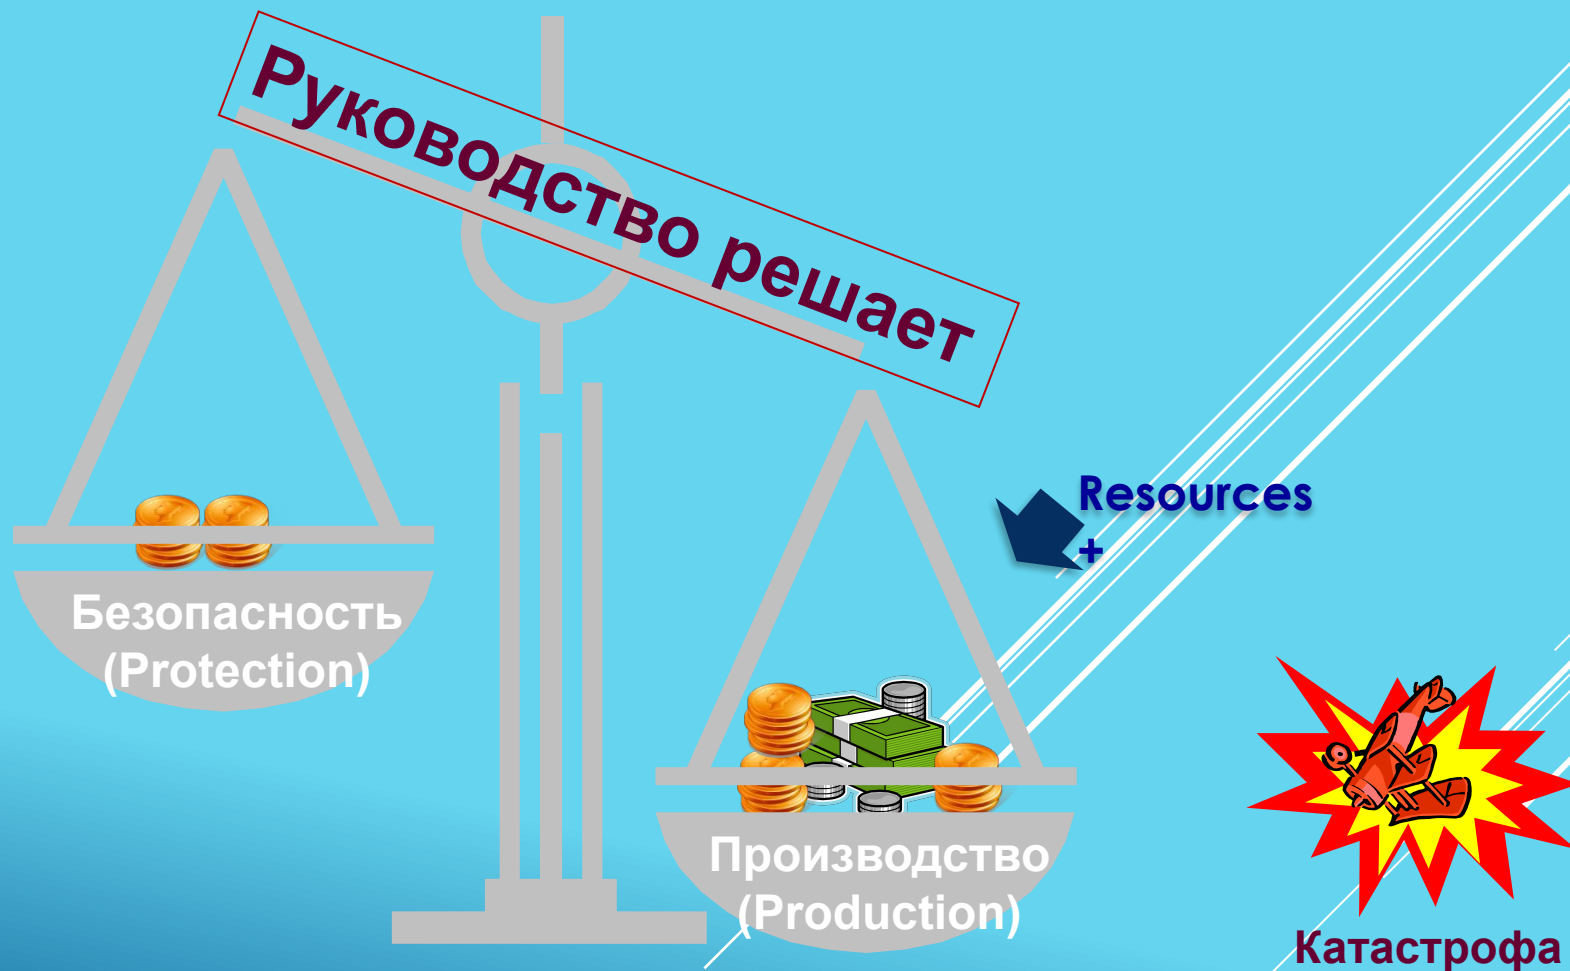 Руководство решает
Resources
+
Безопасность
(Protection)
Производство
(Production)
Катастрофа